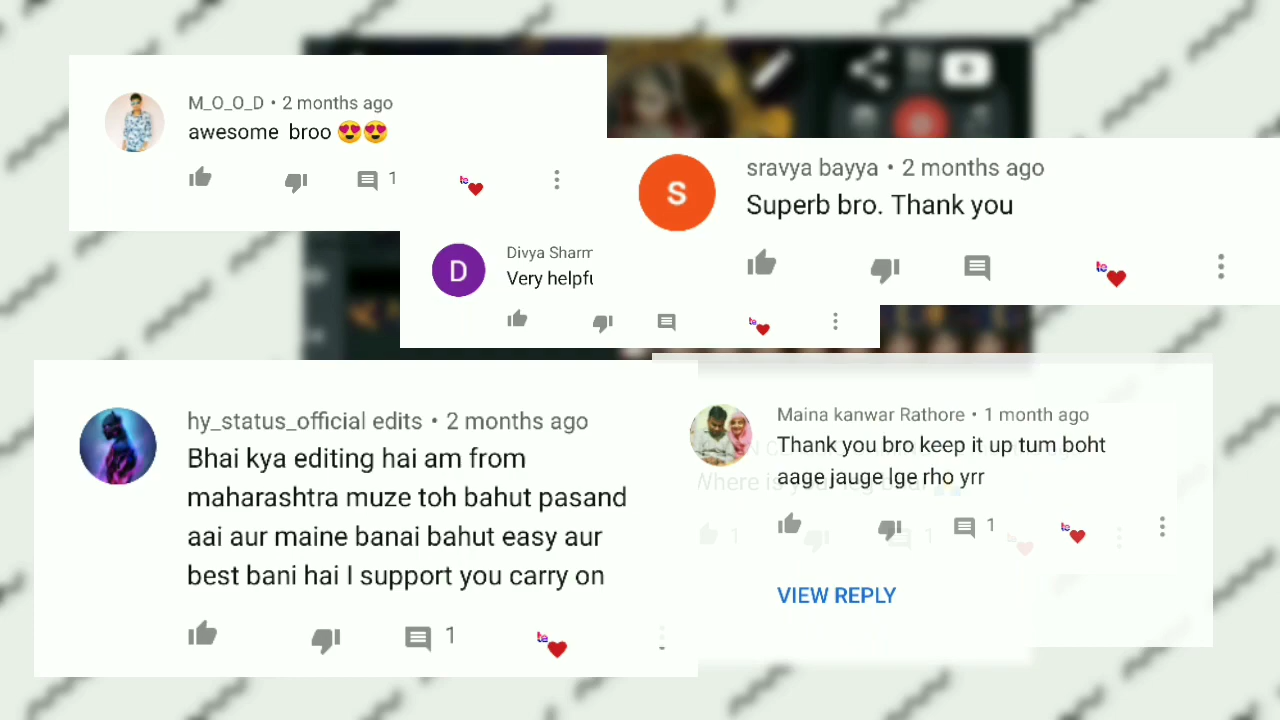 M_O_O_D • 2 months ago
awesome broo 😍😍
1
sravya bayya • 2 months ago
S
Superb bro. Thank you
Divya
D
Very
hy_status_official edits • 2 months ago
Bhai kya editing hai am from
maharashtra muze toh bahut pasand
aai aur maine banai bahut easy aur
best bani hai I support you carry on
1
Maina kanwar Rathore • 1 month ago
Thank you bro keep it up tum boht
aage jauge lge rho yrr
1
VIEW REPLY